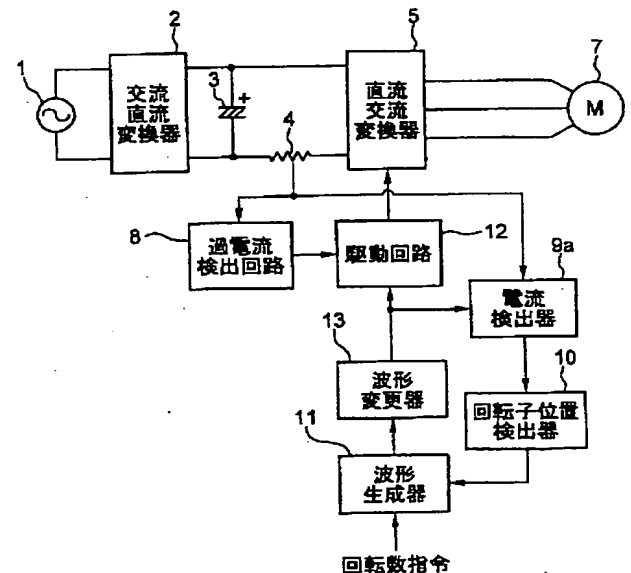 1
2
交流
直流
変換器
3
+
4
5
直流
交流
変換器
7
M
8
過電流
検出回路
駆動回路
12
9a
電流
検出器
13
波形
変更器
10
回転子位置
検出器
11
波形
生成器
回転数指令